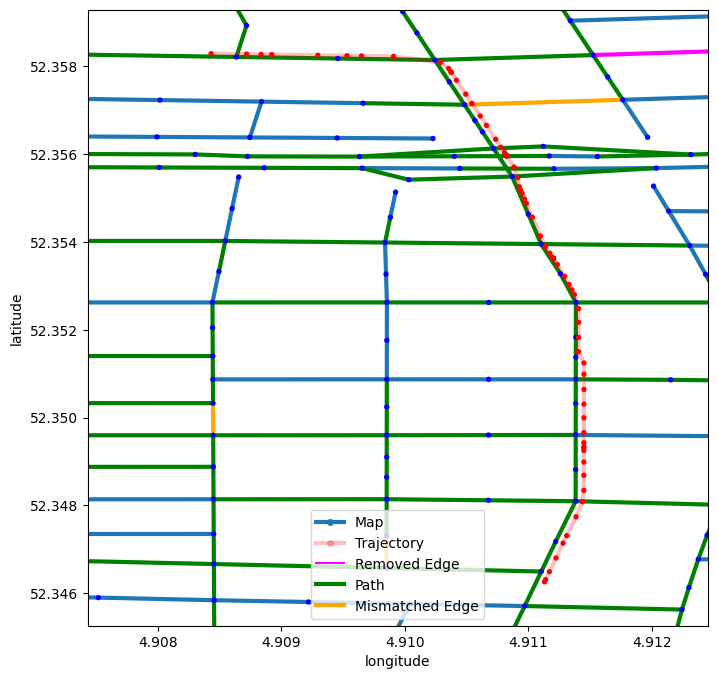 52.358
52.356
52.354
52.352
52.350
52.348
52.346
latitude
Map
Trajectory
Removed Edge
Path
Mismatched Edge
4.908 4.909 4.910 4.911 4.912
longitude